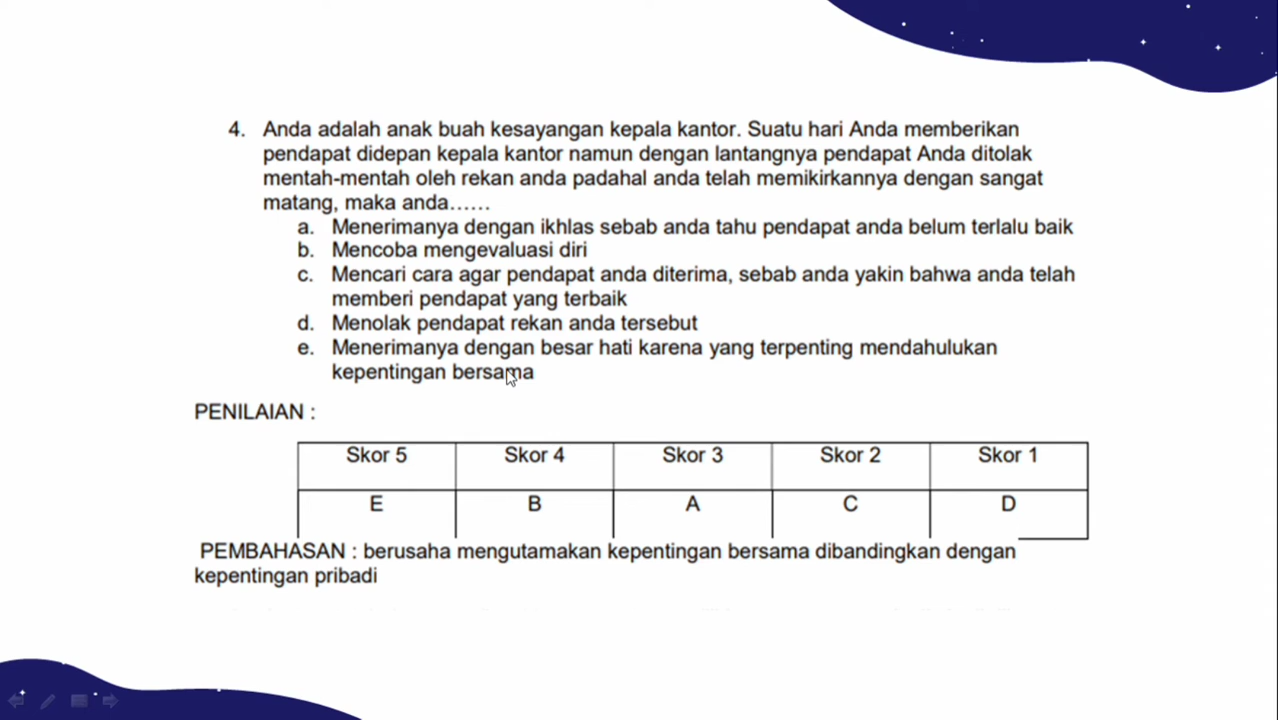 4. Anda adalah anak buah kesayangan kepala kantor. Suatu hari Anda memberikan
pendapat didepan kepala kantor namun dengan lantangnya pendapat Anda ditolak
mentah-mentah oleh rekan anda padahal anda telah memikirkannya dengan sangat
matang, maka anda……
a. Menerimanya dengan ikhlas sebab anda tahu pendapat anda belum terlalu baik
b. Mencoba mengevaluasi diri
c. Mencari cara agar pendapat anda diterima, sebab anda yakin bahwa anda telah
memberi pendapat yang terbaik
d. Menolak pendapat rekan anda tersebut
e. Menerimanya dengan besar hati karena yang terpenting mendahulukan
kepentingan bersama
PENILAIAN :
Skor 5 Skor 4 Skor 3 Skor 2 Skor 1
E B A C D
PEMBAHASAN : berusaha mengutamakan kepentingan bersama dibandingkan dengan
kepentingan pribadi